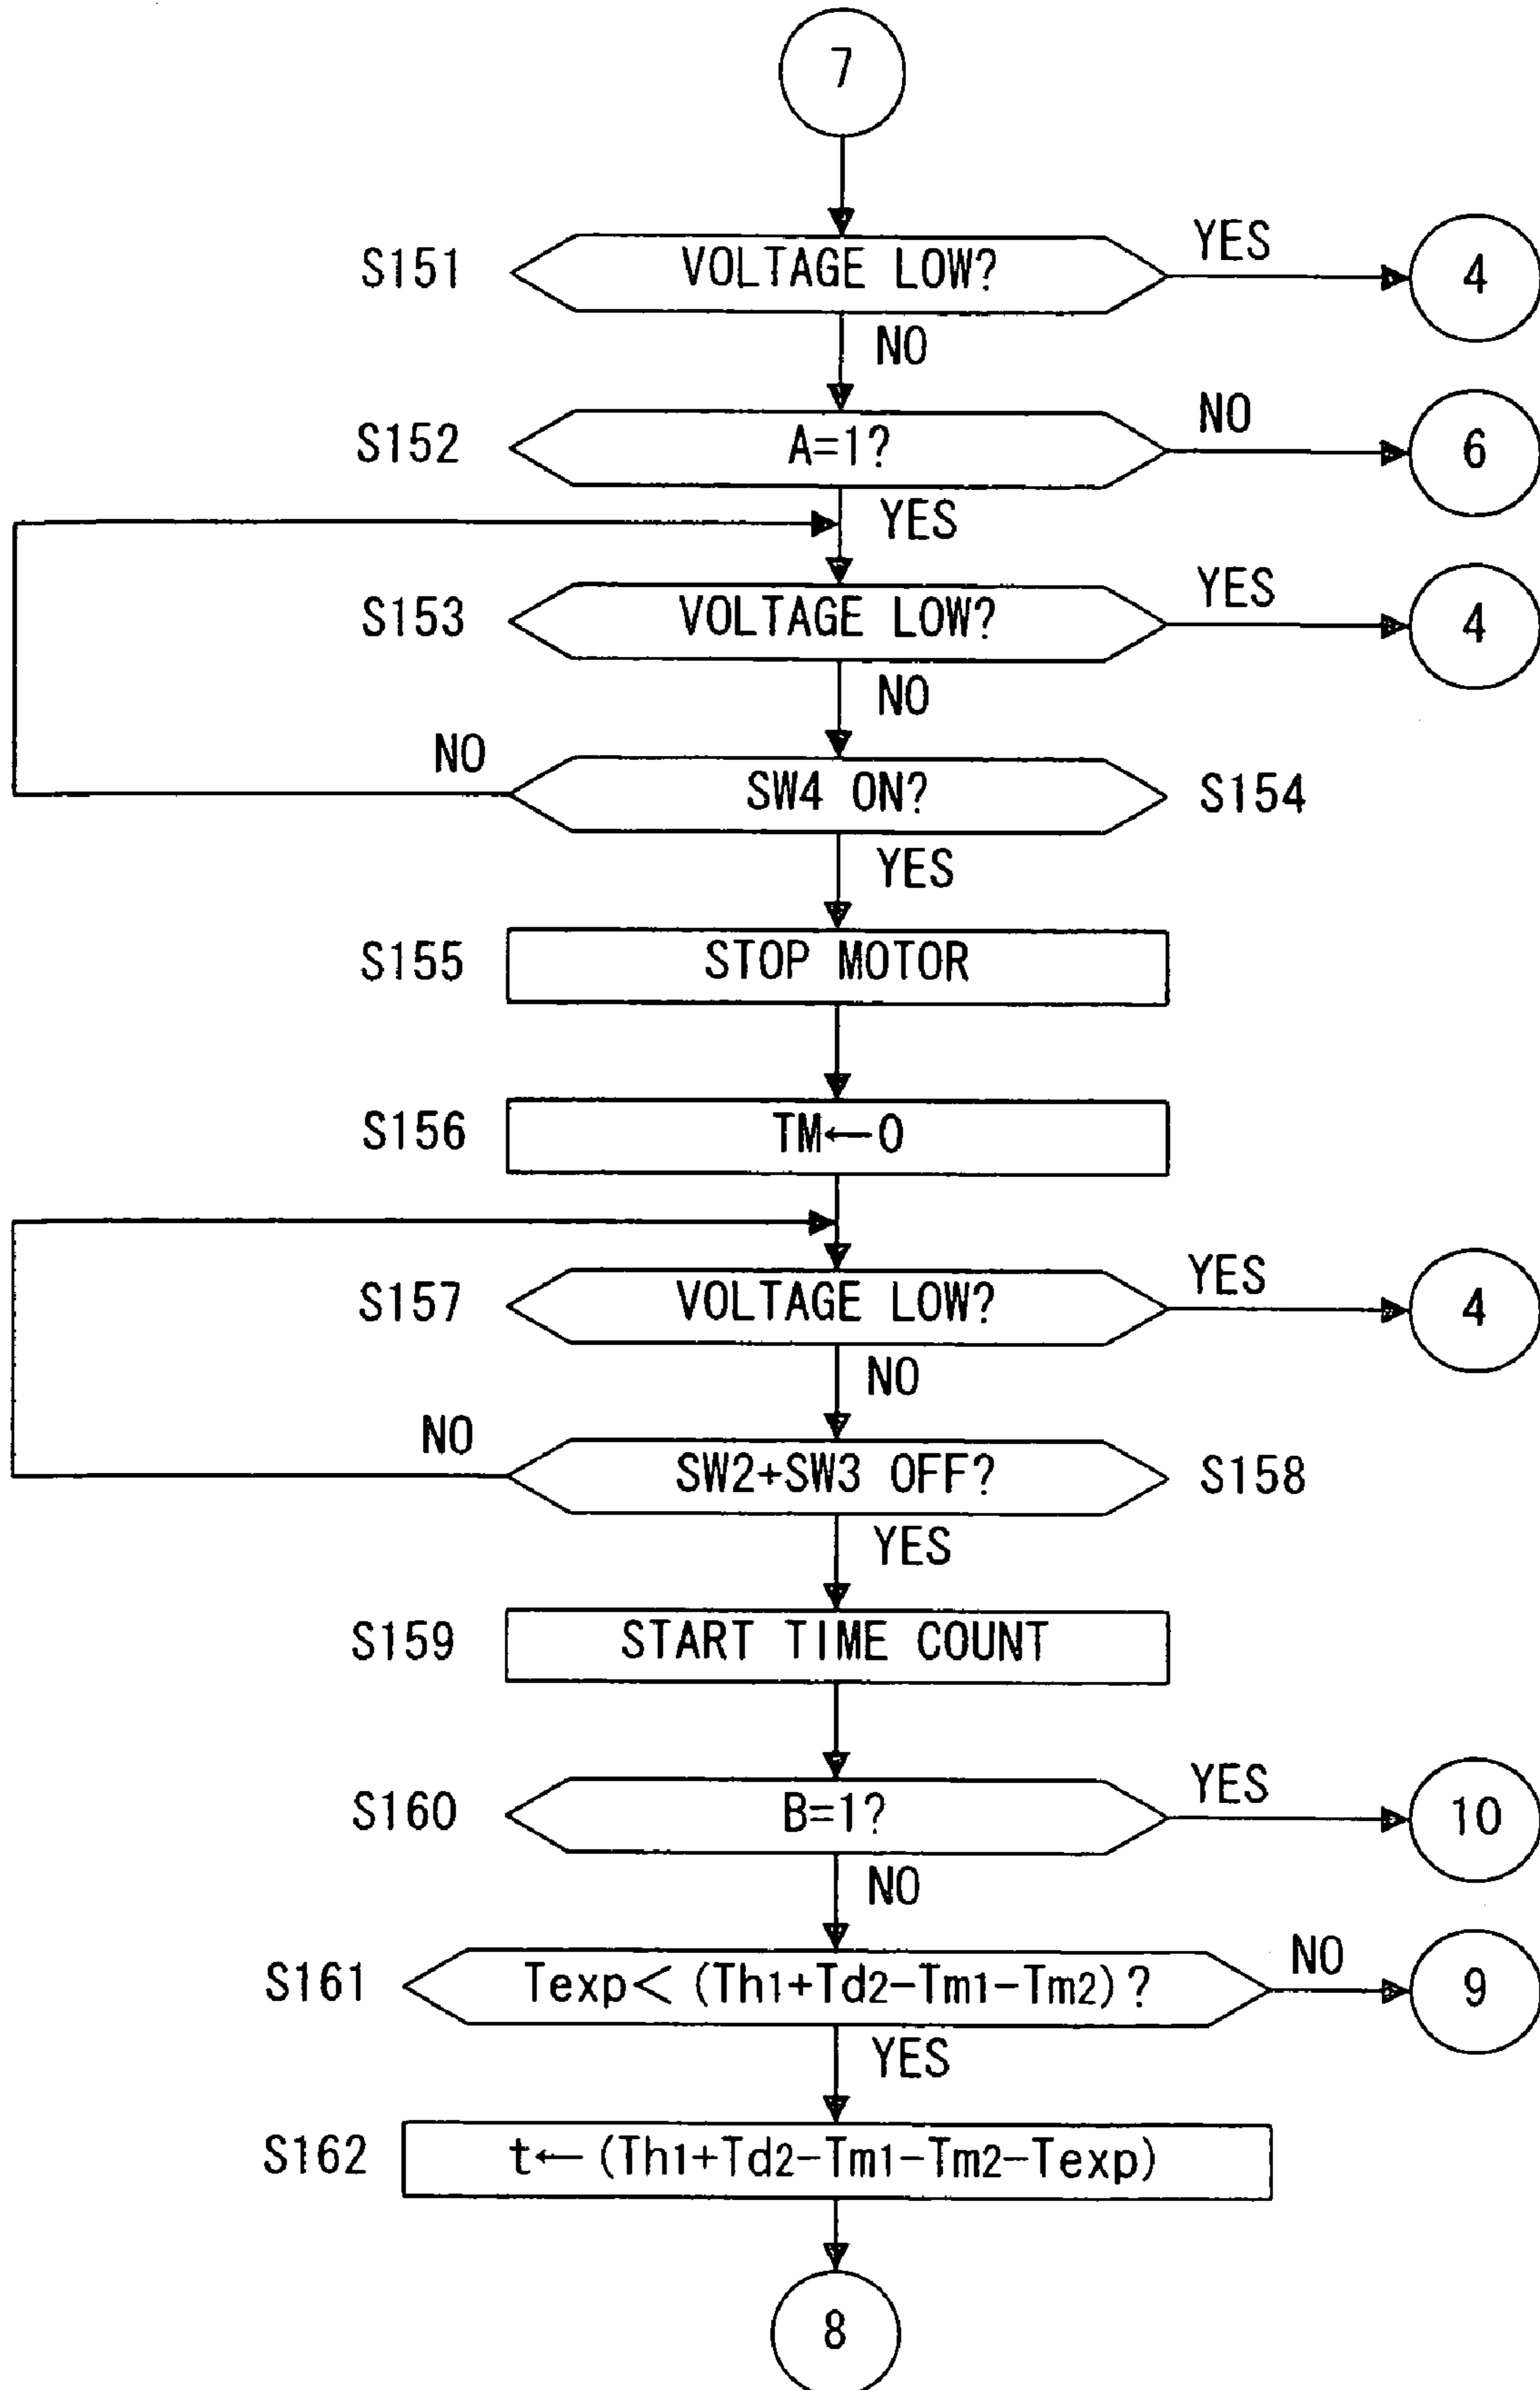 7
S151
VOLTAGE LOW?
YES
4
NO
S152
A=1?
NO
6
YES
S153
VOLTAGE LOW?
YES
4
NO
NO
SW4 ON?
S154
YES
S155
STOP MOTOR
S156
TM←0
S157
VOLTAGE LOW?
YES
4
NO
NO
SW2+SW3 OFF?
S158
YES
S159
START TIME COUNT
S160
B=1?
YES
10
NO
S161
Texp< (Th1+Td2-Tm1-Tm2) ?
NO
9
YES
S162
t← (Th1+Td2-Tm1-Tm2-Texp)
8